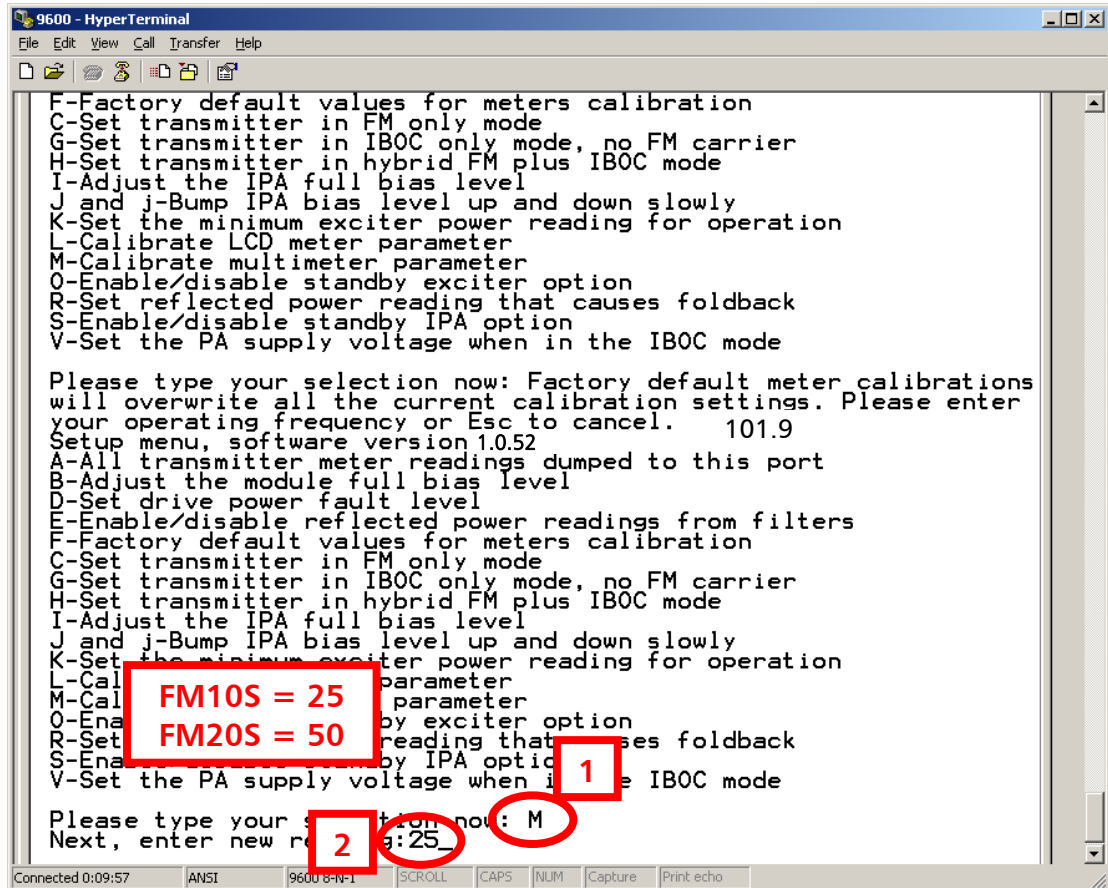 9600 - HyperTerminal
File Edit View Call Transfer Help
F-Factory default values for meters calibration
C-Set transmitter in FM only mode
G-Set transmitter in IBOC only mode, no FM carrier
H-Set transmitter in hybrid FM plus IBOC mode
I-Adjust the IPA full bias level
J and j-Bump IPA bias level up and down slowly
K-Set the minimum exciter power reading for operation
L-Calibrate LCD meter parameter
M-Calibrate multimeter parameter
O-Enable/disable standby exciter option
R-Set reflected power reading that causes foldback
S-Enable/disable standby IPA option
V-Set the PA supply voltage when in the IBOC mode
Please type your selection now: Factory default meter calibrations
will overwrite all the current calibration settings. Please enter
your operating frequency or Esc to cancel. 101.9
Setup menu, software version 1.0.52
A-All transmitter meter readings dumped to this port
B-Adjust the module full bias level
D-Set drive power fault level
E-Enable/disable reflected power readings from filters
F-Factory default values for meters calibration
C-Set transmitter in FM only mode
G-Set transmitter in IBOC only mode, no FM carrier
H-Set transmitter in hybrid FM plus IBOC mode
I-Adjust the IPA full bias level
J and j-Bump IPA bias level up and down slowly
K-Set the minimum exciter power reading for operation
L-Cal parameter
M-Cal parameter
O-Ena by exciter option
R-Set reading that ses foldback
S-Ena by IPA optio
V-Set the PA supply voltage when i e IBOC mode
FM10S = 25
FM20S = 50
1
Please type your s tion now: M
Next, enter new re g:25_
2
Connected 0:09:57 ANSI 9600 8-N-1 SCROLL CAPS NUM Capture Print echo